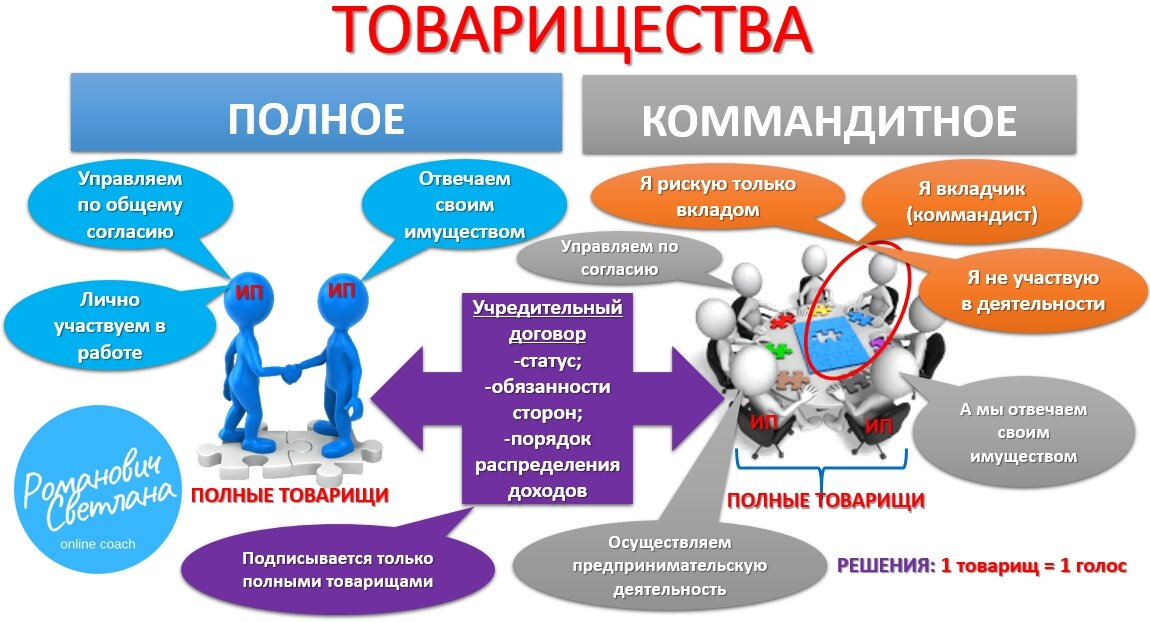 ТОВАРИЩЕСТВА
ПОЛНОЕ
КОММАНДИТНОЕ
Управляем
по общему
согласию
Отвечаем
своим
имуществом
Лично
участвуем в
работе
ИП
ИП
ПОЛНЫЕ ТОВАРИЩИ
Романович
Светлана
online coach
Учредительный
договор
-статус;
-обязанности
сторон;
-порядок
распределения
доходов
Подписывается только
полными товарищами
Я рискую только
вкладом
Я вкладчик
(коммандист)
Управляем по
согласию
Я не участвую
в деятельности
А мы отвечаем
своим
имуществом
ИП
ИП
ПОЛНЫЕ ТОВАРИЩИ
Осуществляем
предпринимательскую
деятельность
РЕШЕНИЯ: 1 товарищ = 1 голос